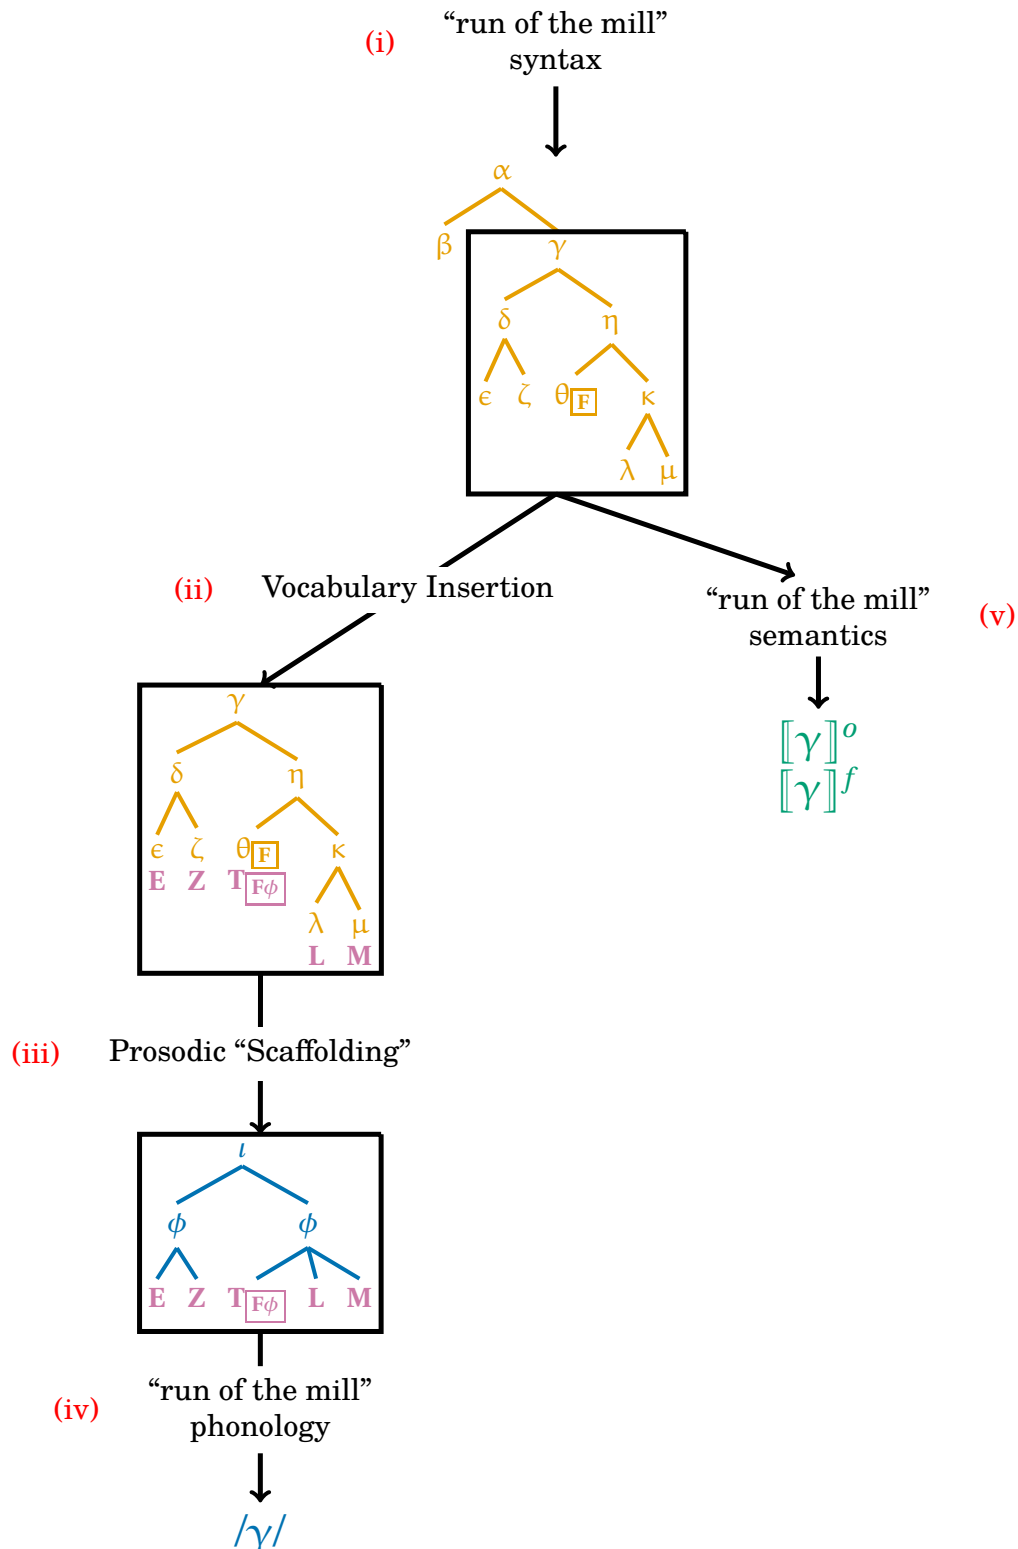 (i) “run of the mill”
syntax
α
β γ
δ η
ϵ ζ θ F κ
λ μ
(ii) Vocabulary Insertion
“run of the mill” (v)
semantics
⟦γ⟧o
⟦γ⟧f
γ
δ η
ϵ ζ θ F κ
E Z T Fϕ
λ μ
L M
(iii) Prosodic “Scaffolding”
ι
ϕ ϕ
E Z T Fϕ L M
(iv) “run of the mill”
phonology
/γ/